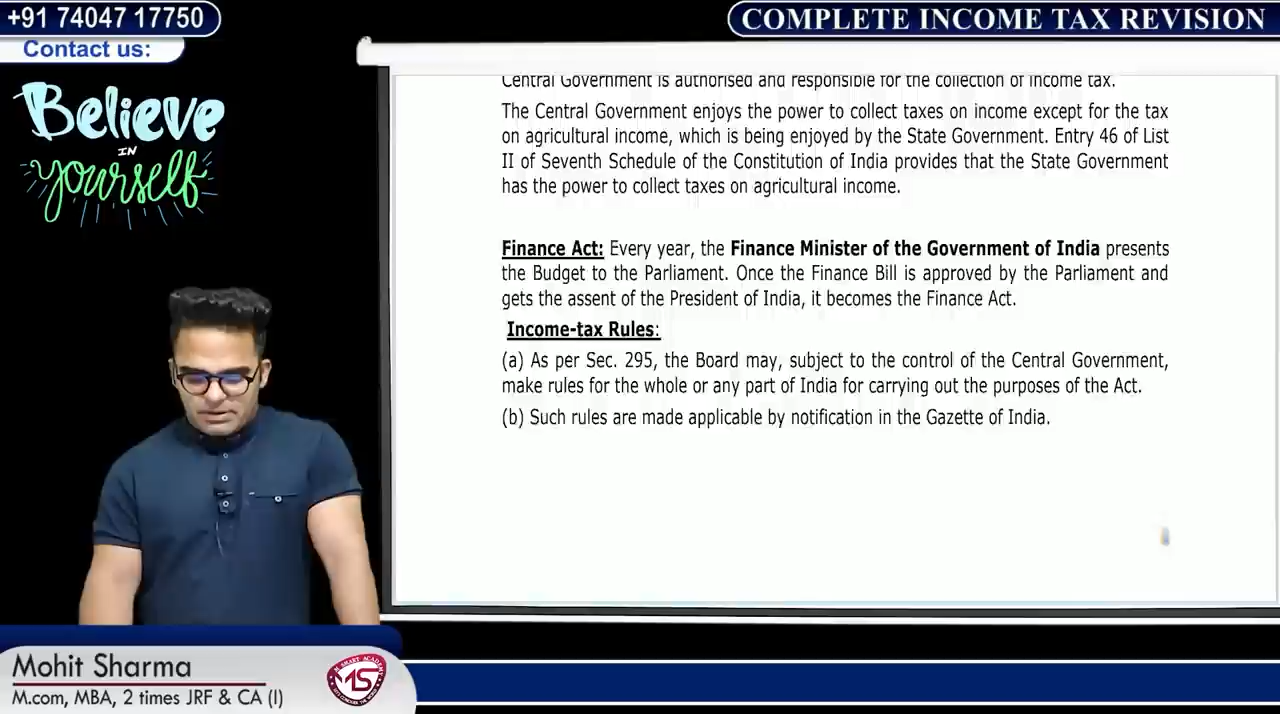 +91 74047 17750
Contact us:
COMPLETE INCOME TAX REVISION
Believe
IN
yourself
Central Government is authorised and responsible for the collection of income tax.
The Central Government enjoys the power to collect taxes on income except for the tax
on agricultural income, which is being enjoyed by the State Government. Entry 46 of List
II of Seventh Schedule of the Constitution of India provides that the State Government
has the power to collect taxes on agricultural income.
Finance Act: Every year, the Finance Minister of the Government of India presents
the Budget to the Parliament. Once the Finance Bill is approved by the Parliament and
gets the assent of the President of India, it becomes the Finance Act.
Income-tax Rules:
(a) As per Sec. 295, the Board may, subject to the control of the Central Government,
make rules for the whole or any part of India for carrying out the purposes of the Act.
(b) Such rules are made applicable by notification in the Gazette of India.
Mohit Sharma
M.com, MBA, 2 times JRF & CA (I)
MS